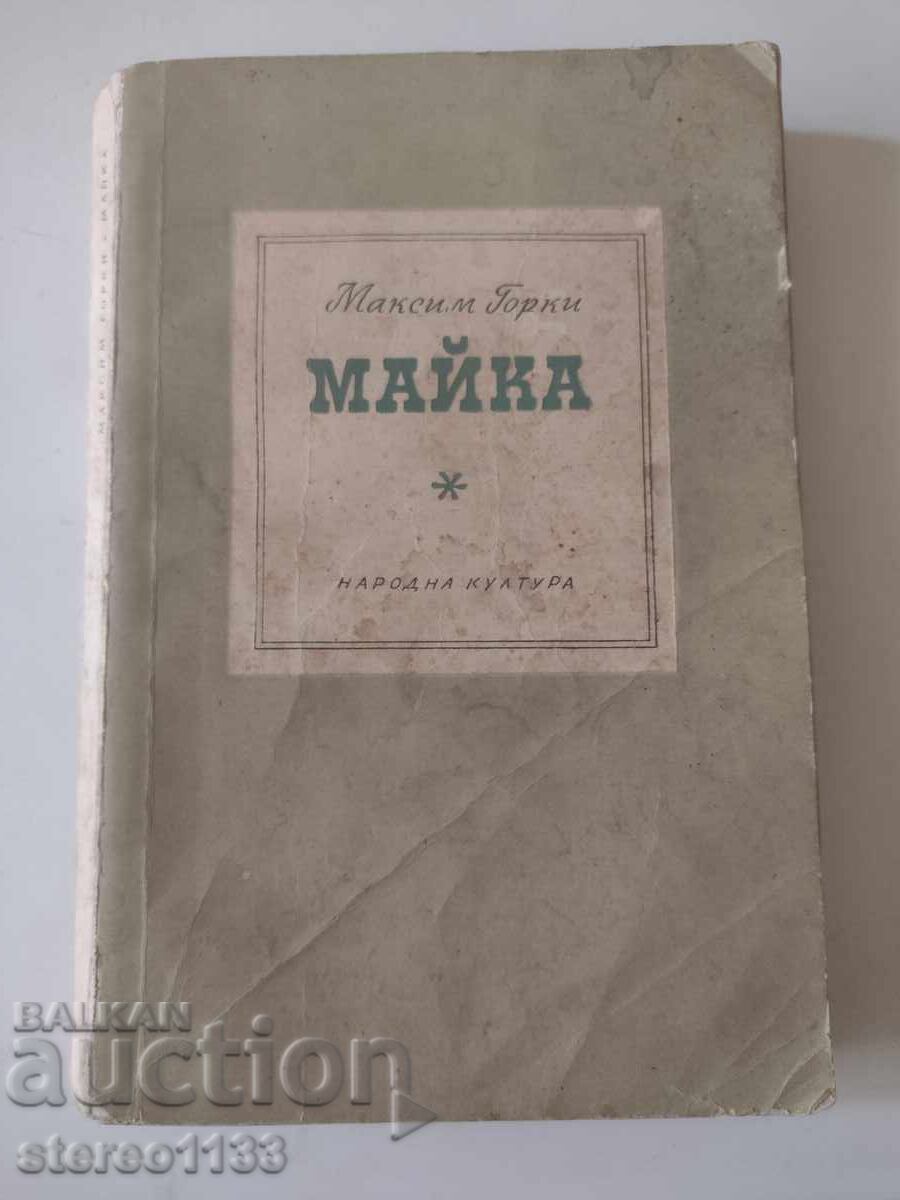 Максим Горки
МАЙКА
*
НАРОДНА КУЛТУРА
МАКСИМ ГОРКИ * МАЙКА
BALKAN
auction
stereo1133